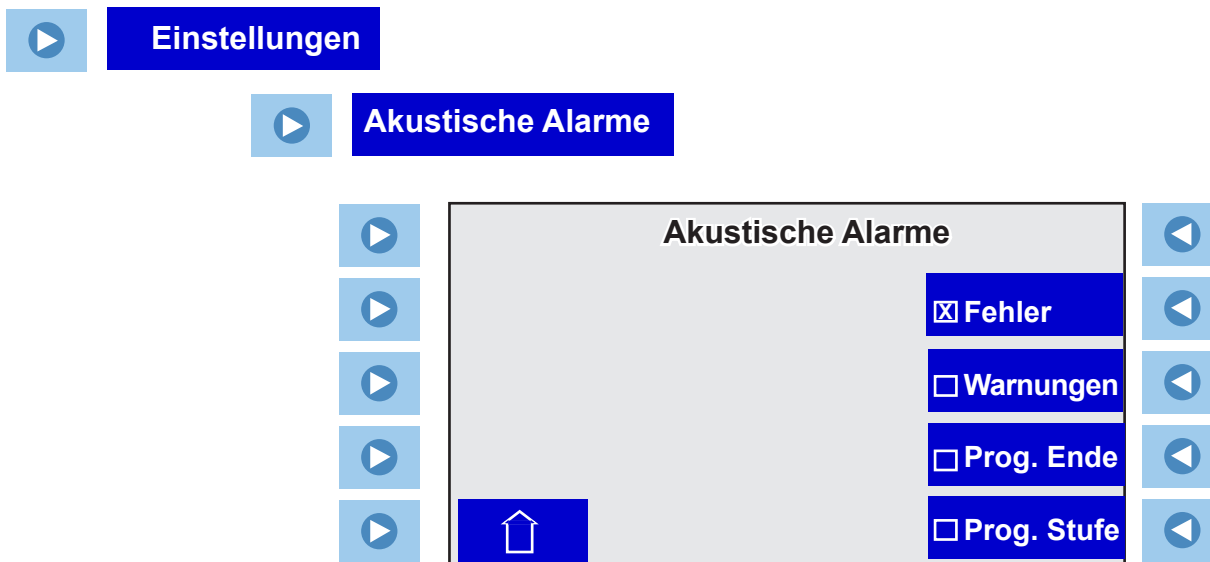 Einstellungen
Akustische Alarme
Akustische Alarme
☒ Fehler
☐ Warnungen
☐ Prog. Ende
☐ Prog. Stufe